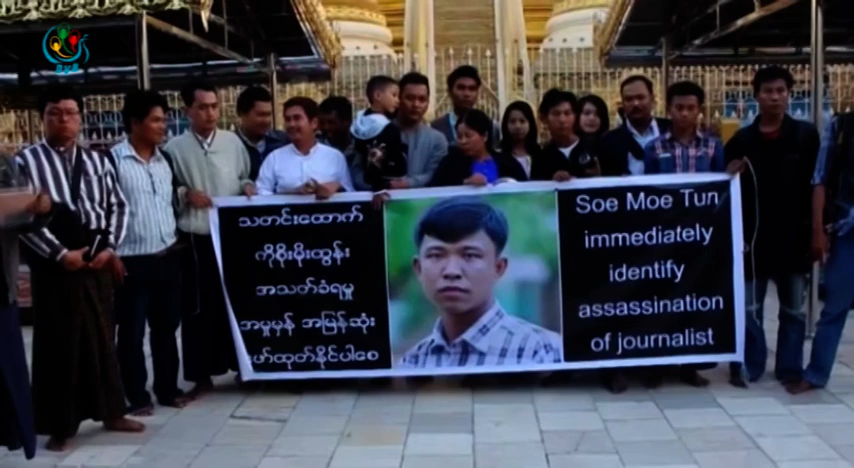 သတင်းထောက်
ကိုစိုးမိုးထွန်း
အသတ်ခံရမှု
အမှုမှန် အမြန်ဆုံး
ထုတ်နိုင်ပါစေ
Soe Moe Tun
immediately
identify
assassination
of journalist